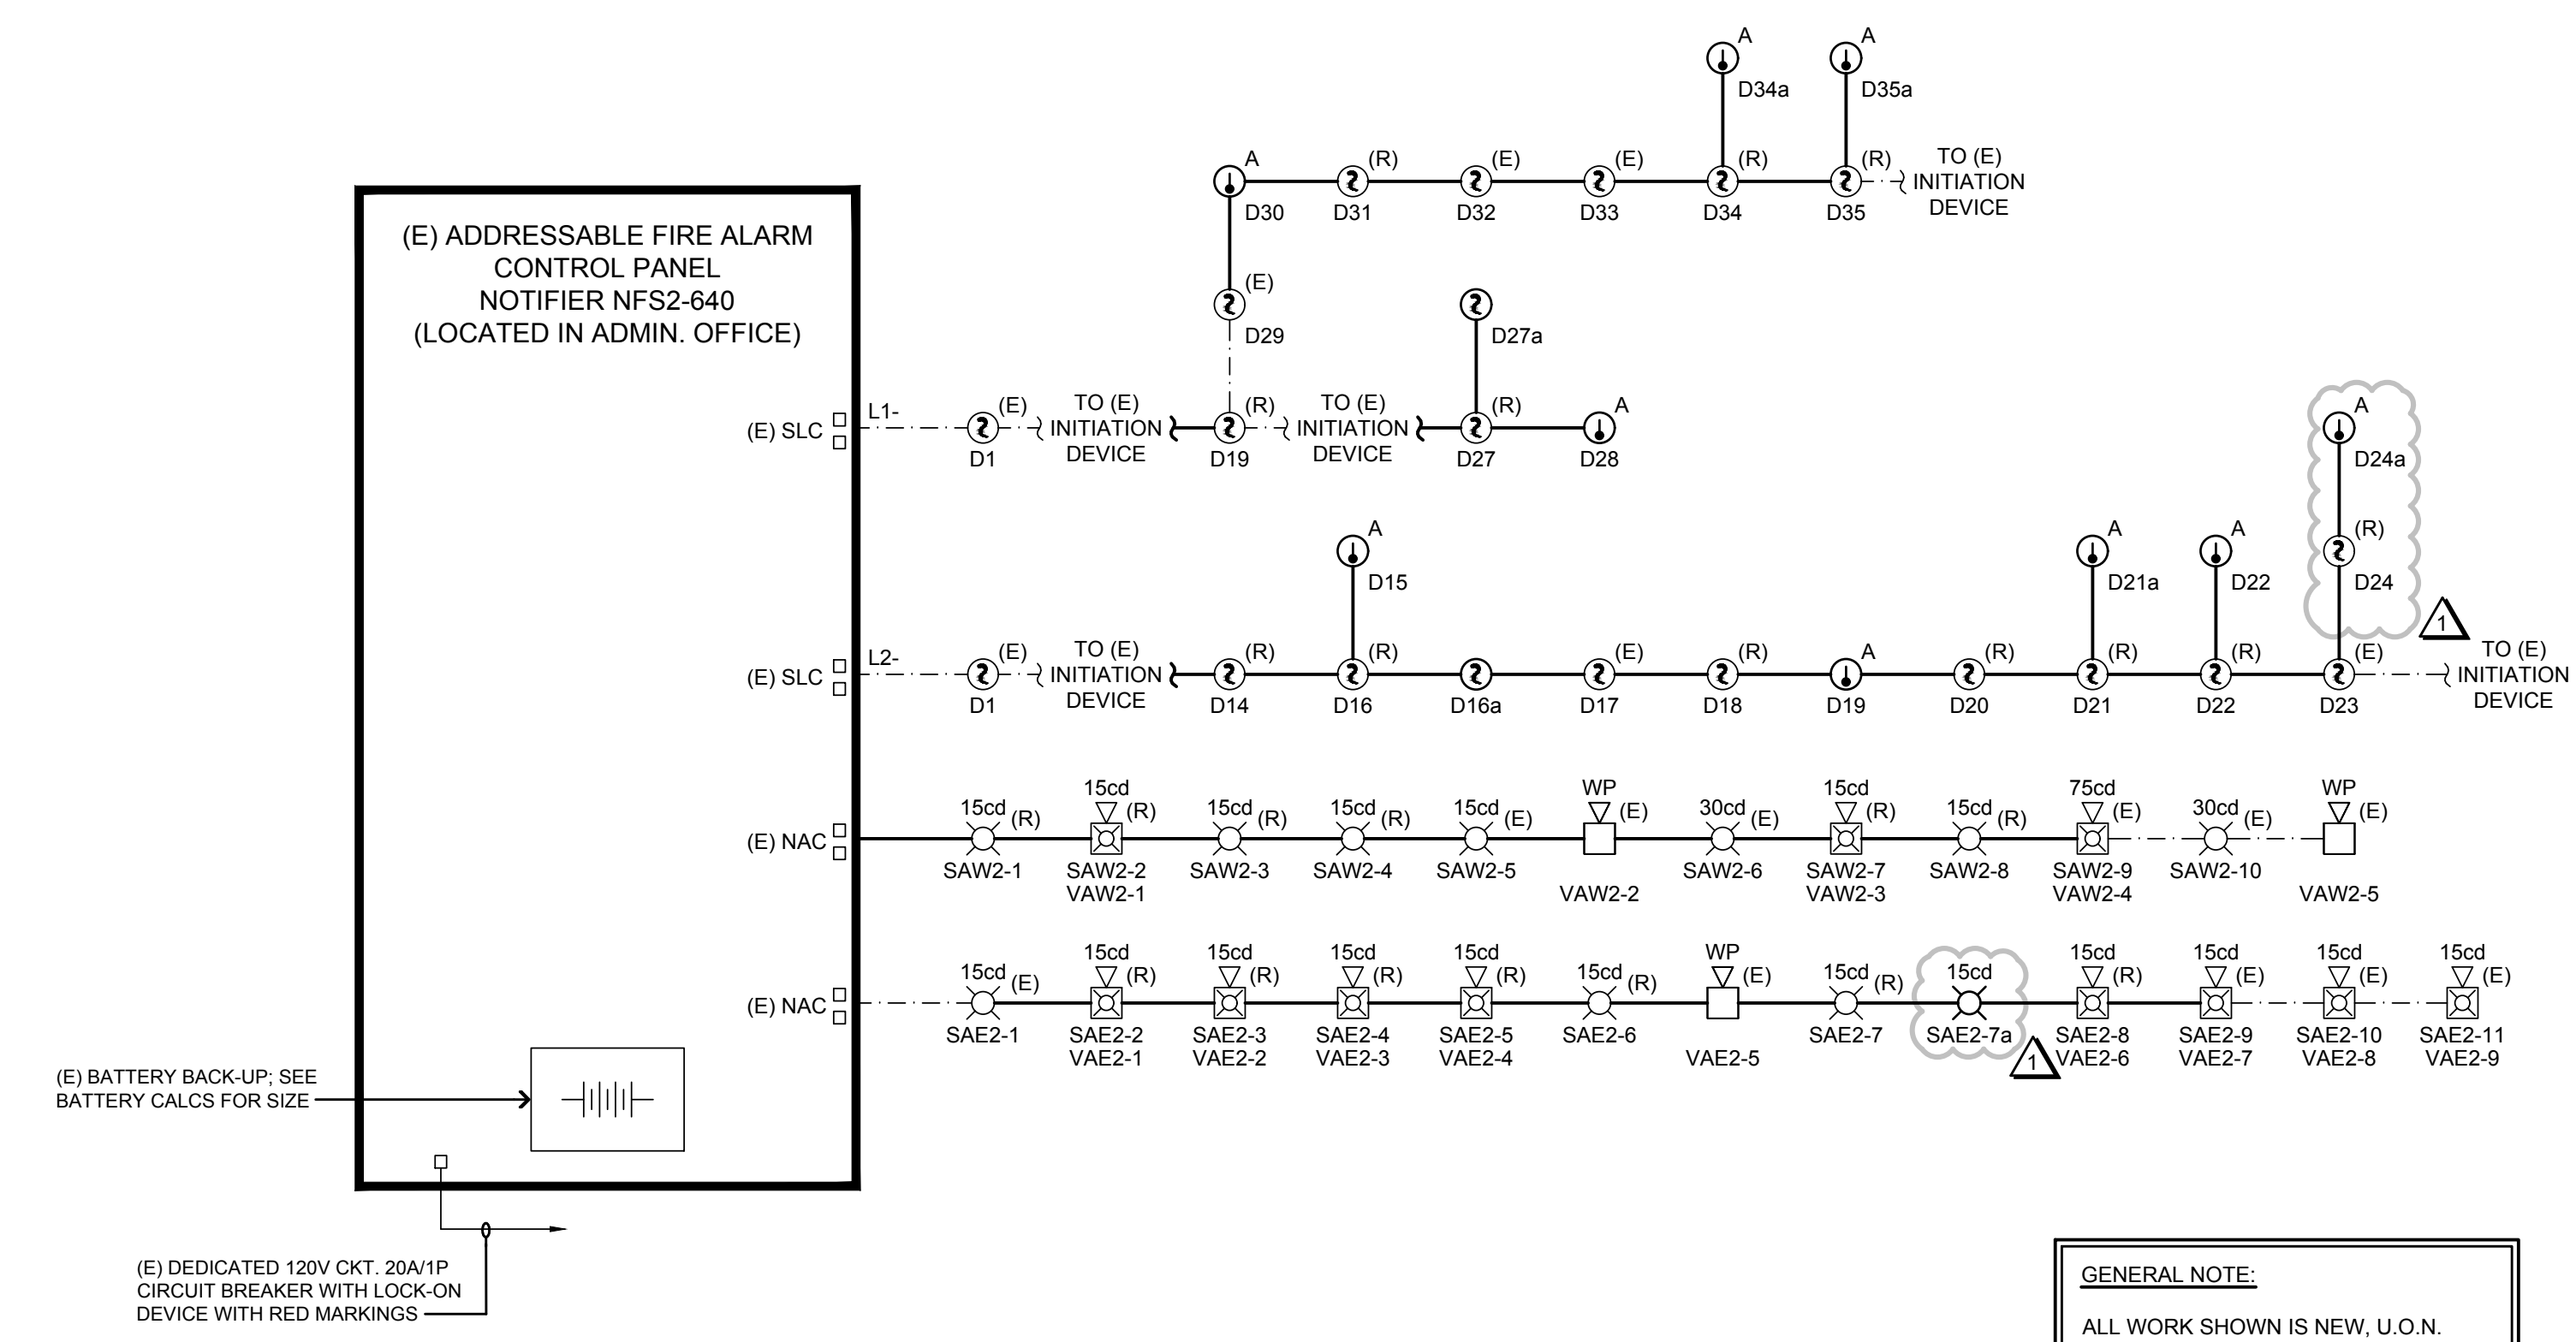 A
A
D34a
D35a
A
(R)
(E)
(E)
(R)
(R)
TO (E)
INITIATION
DEVICE
D30
D31
D32
D33
D34
D35
(E) ADDRESSABLE FIRE ALARM
CONTROL PANEL
NOTIFIER NFS2-640
(LOCATED IN ADMIN. OFFICE)
(E)
D29
D27a
(E) SLC
L1-
(E)
TO (E)
INITIATION
DEVICE
(R)
TO (E)
INITIATION
DEVICE
(R)
A
D1
D19
D27
D28
A
D24a
(R)
D24
1
A
D15
A
D21a
A
D22
(E) SLC
L2-
(E)
TO (E)
INITIATION
DEVICE
(R)
(R)
(E)
(R)
A
(R)
(R)
(R)
(E)
TO (E)
INITIATION
DEVICE
D1
D14
D16
D16a
D17
D18
D19
D20
D21
D22
D23
(E) NAC
15cd (R)
15cd
(R)
15cd (R)
15cd (R)
15cd (E)
WP
(E)
30cd (E)
15cd
(R)
15cd (R)
75cd
(E)
30cd (E)
WP
(E)
SAW2-1
SAW2-2
VAW2-1
SAW2-3
SAW2-4
SAW2-5
VAW2-2
SAW2-6
SAW2-7
VAW2-3
SAW2-8
SAW2-9
VAW2-4
SAW2-10
VAW2-5
(E) NAC
15cd (E)
15cd
(R)
15cd
(R)
15cd
(R)
15cd
(R)
15cd (R)
WP
(E)
15cd (R)
15cd
15cd
(R)
15cd
(E)
15cd
(E)
15cd
(E)
SAE2-1
SAE2-2
VAE2-1
SAE2-3
VAE2-2
SAE2-4
VAE2-3
SAE2-5
VAE2-4
SAE2-6
VAE2-5
SAE2-7
SAE2-7a
1
SAE2-8
VAE2-6
SAE2-9
VAE2-7
SAE2-10
VAE2-8
SAE2-11
VAE2-9
(E) BATTERY BACK-UP; SEE
BATTERY CALCS FOR SIZE
(E) DEDICATED 120V CKT. 20A/1P
CIRCUIT BREAKER WITH LOCK-ON
DEVICE WITH RED MARKINGS
GENERAL NOTE:
ALL WORK SHOWN IS NEW, U.O.N.